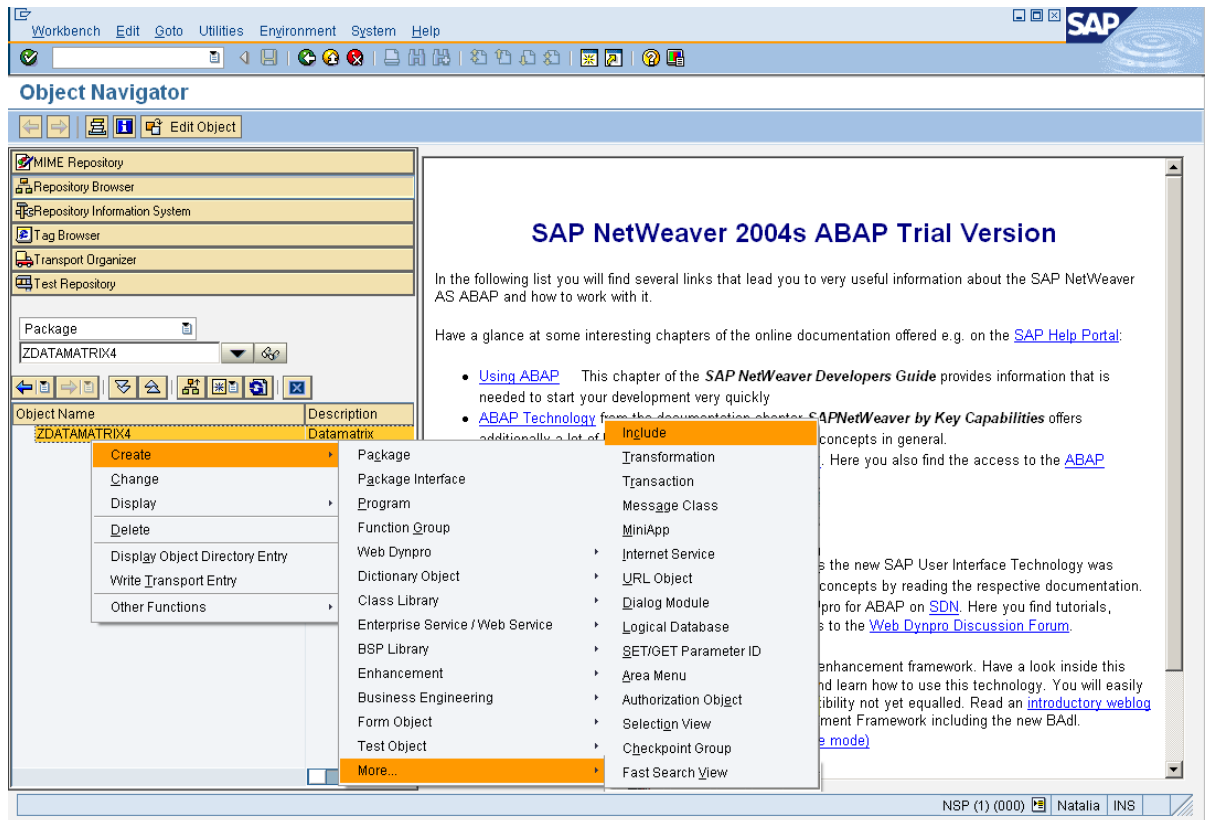 Workbench Edit Goto Utilities Environment System Help
SAP
Object Navigator
Edit Object
MIME Repository
Repository Browser
Repository Information System
Tag Browser
Transport Organizer
Test Repository
Package
ZDATAMATRIX4
Object Name Description
ZDATAMATRIX4 Datamatrix
Create
Change
Display
Delete
Display Object Directory Entry
Write Transport Entry
Other Functions
Package
Package Interface
Program
Function Group
Web Dynpro
Dictionary Object
Class Library
Enterprise Service / Web Service
BSP Library
Enhancement
Business Engineering
Form Object
Test Object
More...
Include
Transformation
Transaction
Message Class
MiniApp
Internet Service
URL Object
Dialog Module
Logical Database
SET/GET Parameter ID
Area Menu
Authorization Object
Selection View
Checkpoint Group
Fast Search View
SAP NetWeaver 2004s ABAP Trial Version
In the following list you will find several links that lead you to very useful information about the SAP NetWeaver
AS ABAP and how to work with it.
Have a glance at some interesting chapters of the online documentation offered e.g. on the SAP Help Portal:
• Using ABAP This chapter of the SAP NetWeaver Developers Guide provides information that is
needed to start your development very quickly
• ABAP Technology from the documentation chapter SAPNetWeaver by Key Capabilities offers
additionally a lot of concepts in general.
. Here you also find the access to the ABAP
s the new SAP User Interface Technology was
concepts by reading the respective documentation.
pro for ABAP on SDN. Here you find tutorials,
s to the Web Dynpro Discussion Forum.
enhancement framework. Have a look inside this
nd learn how to use this technology. You will easily
ibility not yet equalled. Read an introductory weblog
ment Framework including the new BAdI.
e mode)
NSP (1) (000) Natalia INS